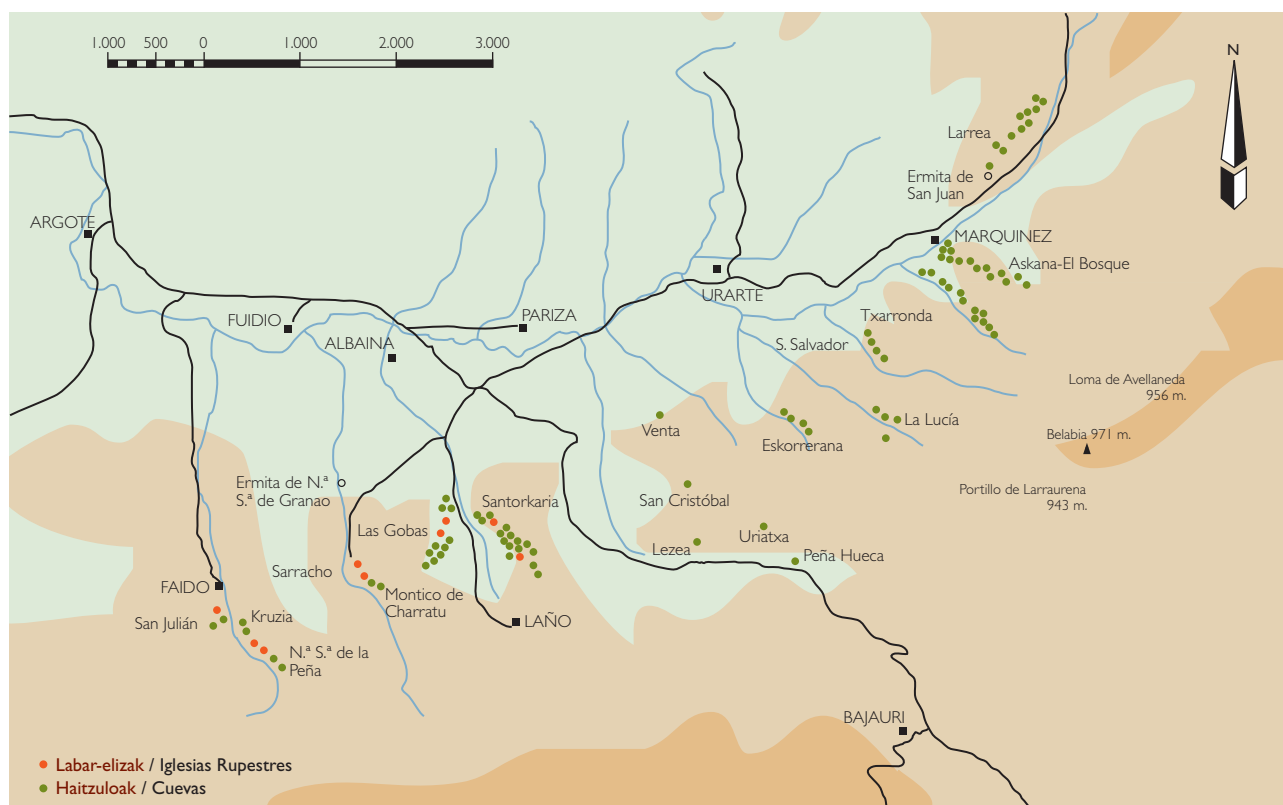 1.000 500 0 1.000 2.000 3.000
N
Larrea
Ermita de
San Juan
ARGOTE
MARQUINEZ
Askana-El Bosque
URARTE
FUIDIO
PARIZA
ALBAINA
Txarronda
S. Salvador
Loma de Avellaneda
956 m.
Venta
Eskorrerana
La Lucía
Belabia 971 m.
Ermita de N.ª
S.ª de Granao
Santorkaria
San Cristóbal
Portillo de Larraurena
943 m.
Las Gobas
Lezea
Uriatxa
Peña Hueca
Sarracho
FAIDO
Montico de
Charratu
San Julián
Kruzia
LAÑO
N.ª S.ª de la
Peña
BAJAURI
Labar-elizak / Iglesias Rupestres
Haitzuloak / Cuevas